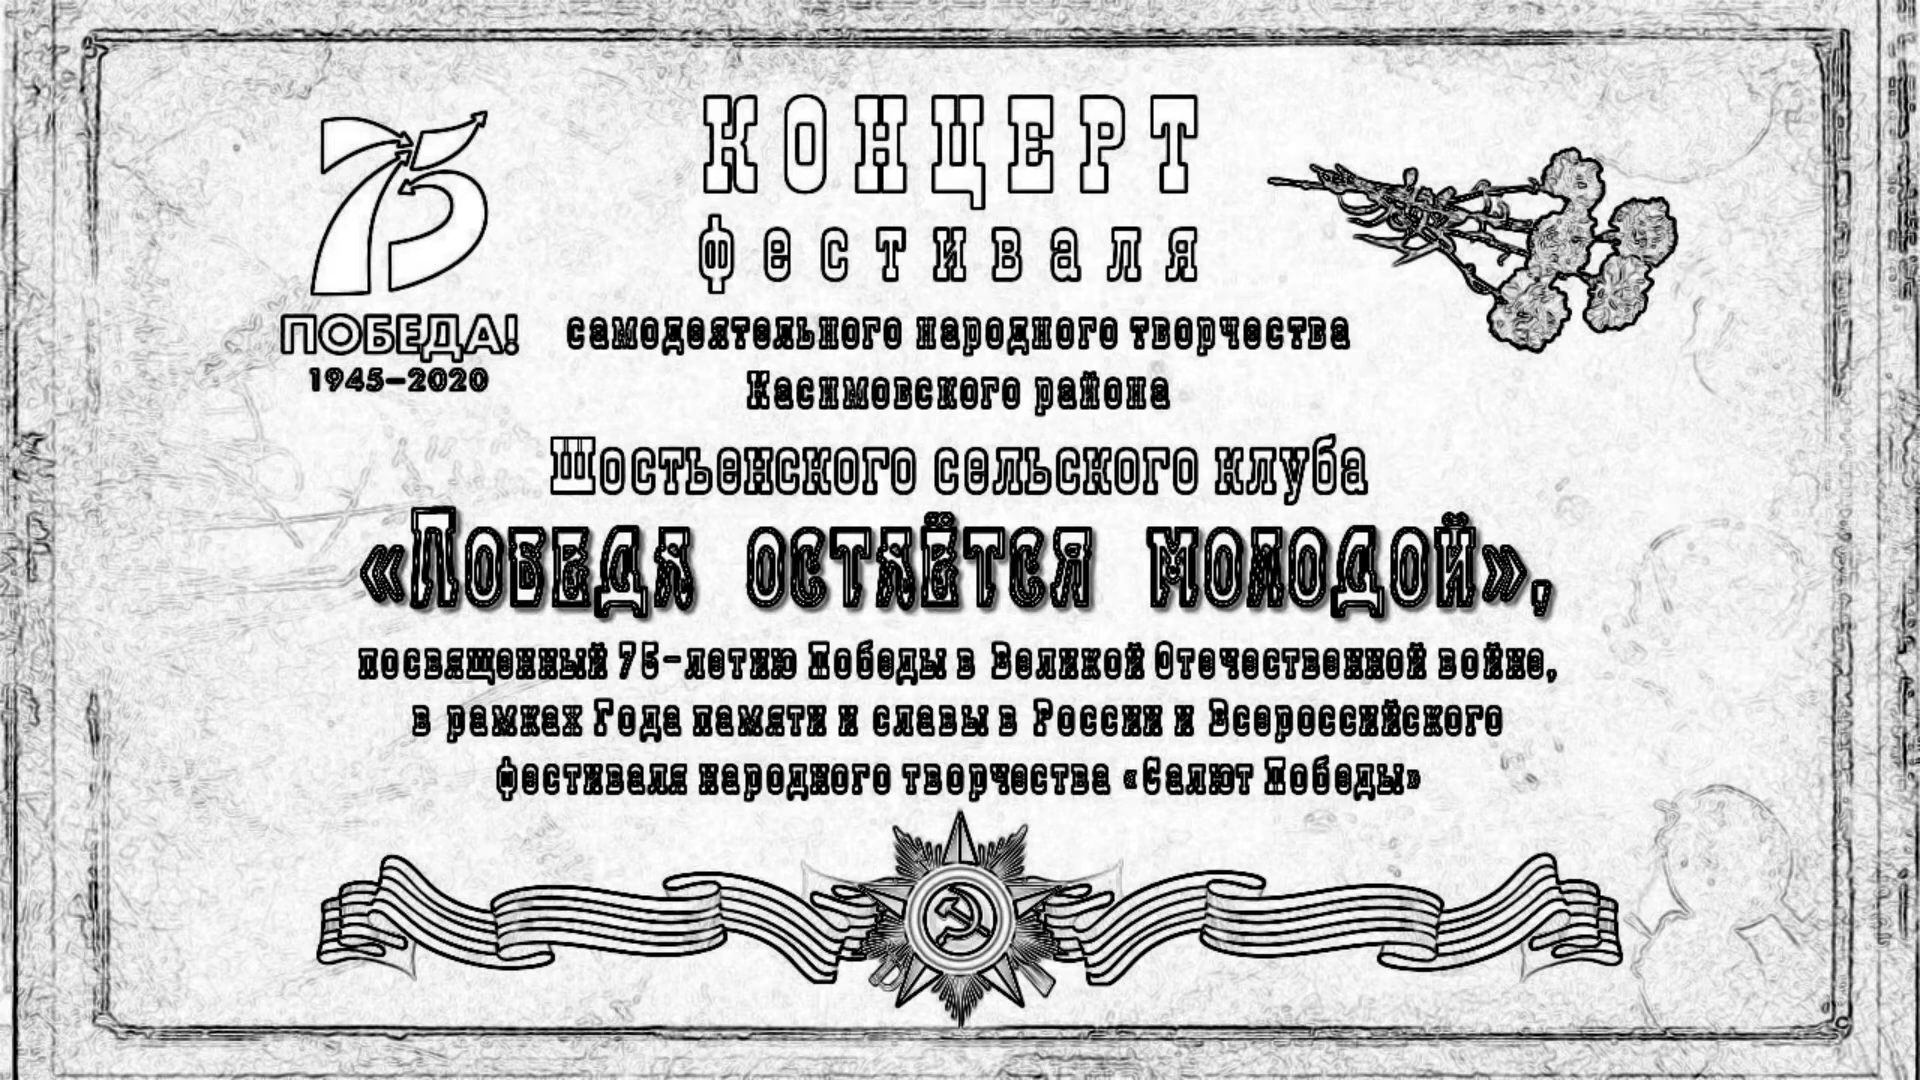 КОНЦЕРТ
фестиваля
75
ПОБЕДА!
1945–2020
самодеятельного народного творчества
Касимовского района
Шостьенского сельского клуба
«Победа остаётся молодой»,
посвященный 75-летию Победы в Великой Отечественной войне,
в рамках Года памяти и славы в России и Всероссийского
фестиваля народного творчества «Салют Победы»